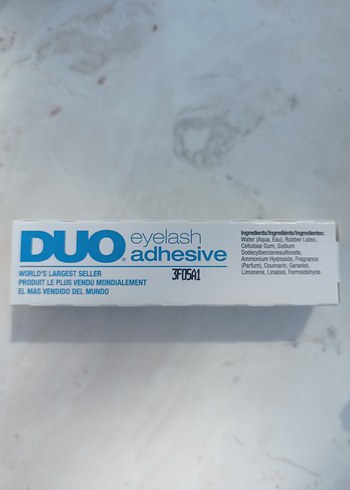 DUO® eyelash adhesive
3F05A1
WORLD'S LARGEST SELLER
PRODUIT LE PLUS VENDU MONDIALEMENT
EL MAS VENDIDO DEL MUNDO
Ingredients/Ingrédients/Ingredientes:
Water (Aqua, Eau), Rubber Latex,
Cellulose Gum, Sodium
Dodecylbenzenesulfonate,
Ammonium Hydroxide, Fragrance
(Parfum), Coumarin, Geraniol,
Limonene, Linalool, Formaldehyde